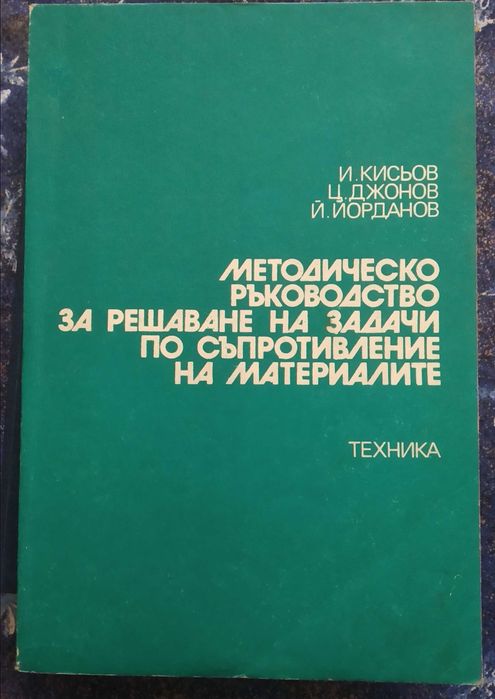 И.КИСЬОВ
Ц.ДЖОНОВ
Й.ЙОРДАНОВ
МЕТОДИЧЕСКО
РЪКОВОДСТВО
ЗА РЕШАВАНЕ НА ЗАДАЧИ
ПО СЪПРОТИВЛЕНИЕ
НА МАТЕРИАЛИТЕ
ТЕХНИКА